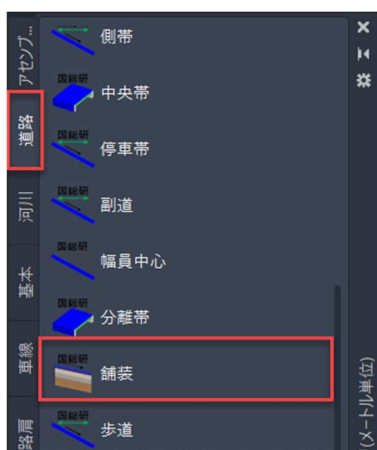 アセンブ...
道路
河川
基本
車線
路肩
側帯
国総研
中央帯
国総研
停車帯
国総研
副道
国総研
幅員中心
国総研
分離帯
国総研
舗装
国総研
歩道
(メートル単位)